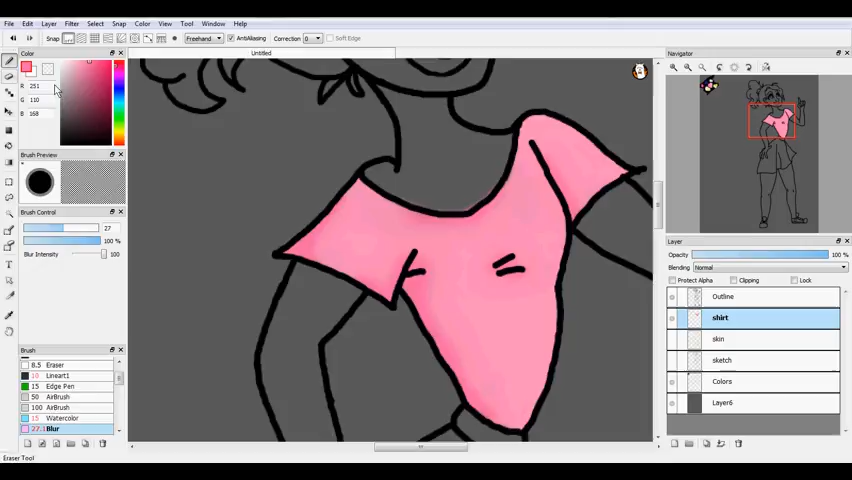 File Edit Layer Filter Select Snap Color View Tool Window Help
Snap Freehand AntiAliasing Correction 0 Soft Edge
Untitled
Color
R 251
G 110
B 168
Brush Preview
Brush Control
27
100 %
Blur Intensity 100
Brush
8.5 Eraser
10 Lineart1
15 Edge Pen
50 AirBrush
100 AirBrush
15 Watercolor
27.1 Blur
Eraser Tool
Navigator
Layer
Opacity 100 %
Blending Normal
Protect Alpha Clipping Lock
Outline
shirt
skin
sketch
Colors
Layer6